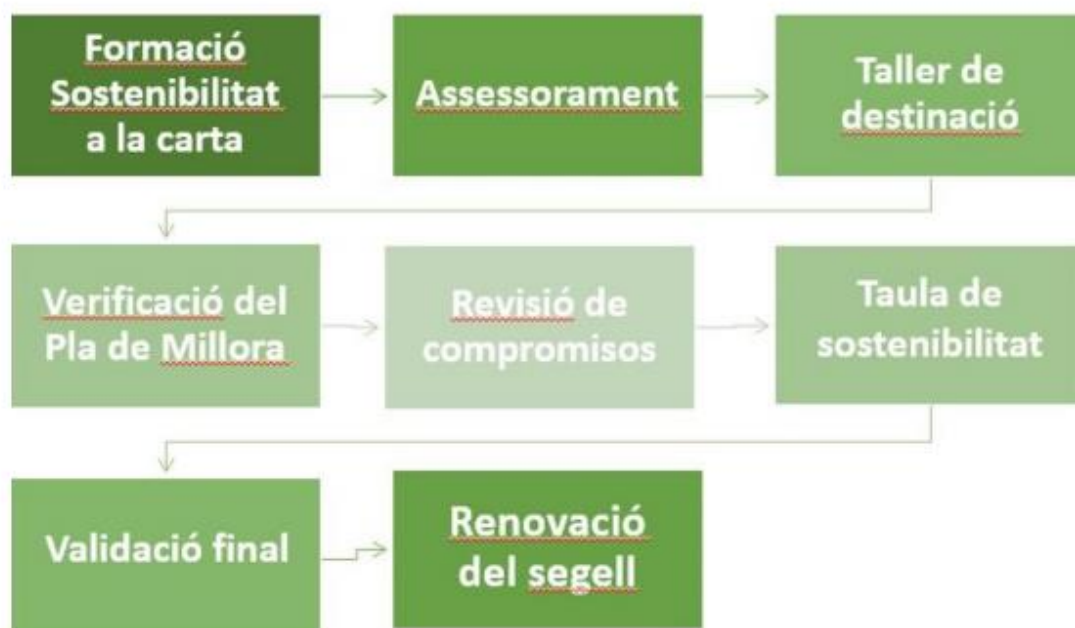 Formació
Sostenibilitat
a la carta
Assessorament
Taller de
destinació
Verificació del
Pla de Millora
Revisió de
compromisos
Taula de
sostenibilitat
Validació final
Renovació
del segell